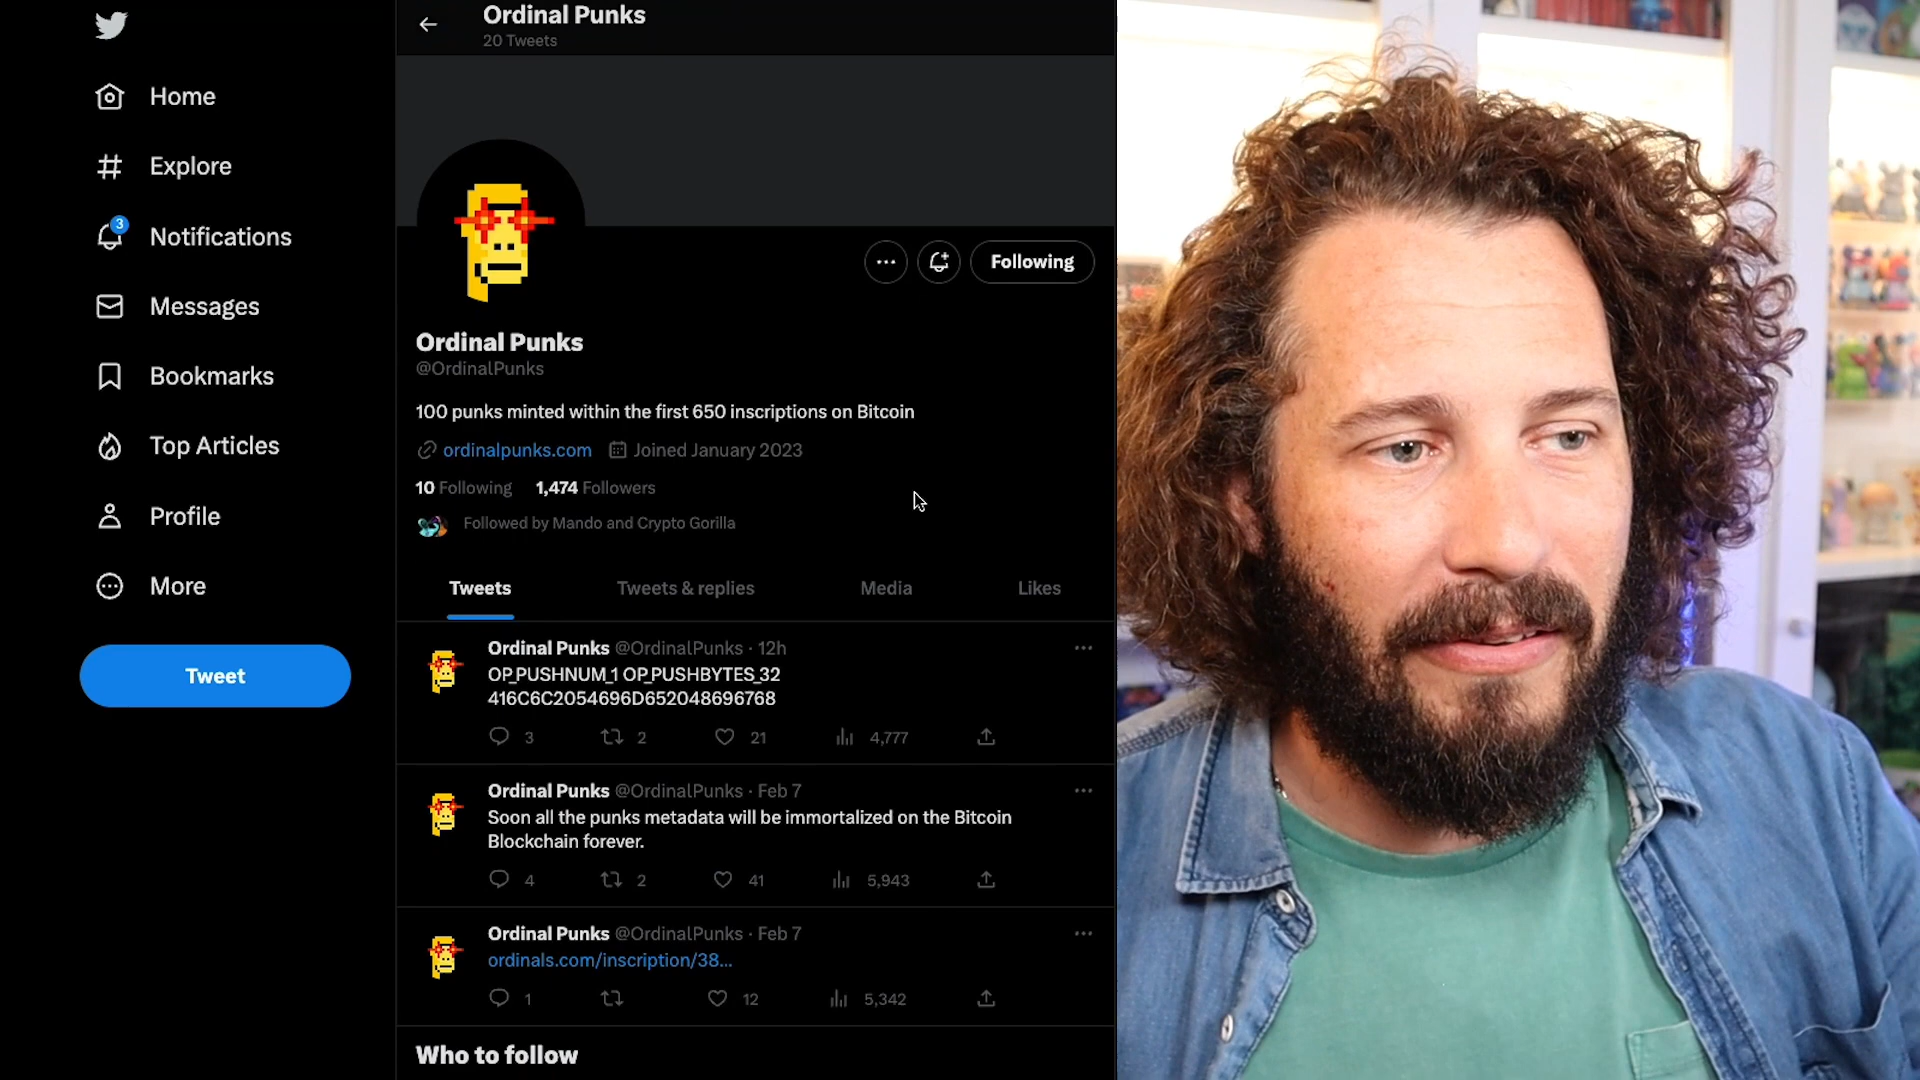 Ordinal Punks
20 Tweets
Home
Explore
3
Notifications
Messages
Bookmarks
Top Articles
Profile
More
Tweet
Following
Ordinal Punks
@OrdinalPunks
100 punks minted within the first 650 inscriptions on Bitcoin
ordinalpunks.com Joined January 2023
10 Following 1,474 Followers
Followed by Mando and Crypto Gorilla
Tweets Tweets & replies Media Likes
Ordinal Punks @OrdinalPunks · 12h
OP_PUSHNUM_1 OP_PUSHBYTES_32
416C6C2054696D652048696768
3 2 21 4,777
Ordinal Punks @OrdinalPunks · Feb 7
Soon all the punks metadata will be immortalized on the Bitcoin
Blockchain forever.
4 2 41 5,943
Ordinal Punks @OrdinalPunks · Feb 7
ordinals.com/inscription/38...
1 12 5,342
Who to follow